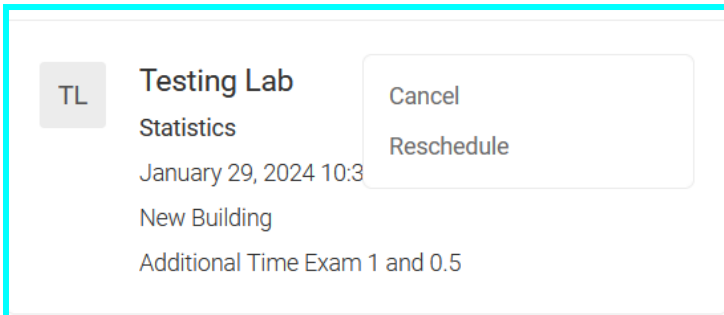 TL
Testing Lab
Statistics
January 29, 2024 10:3
New Building
Additional Time Exam 1 and 0.5
Cancel
Reschedule